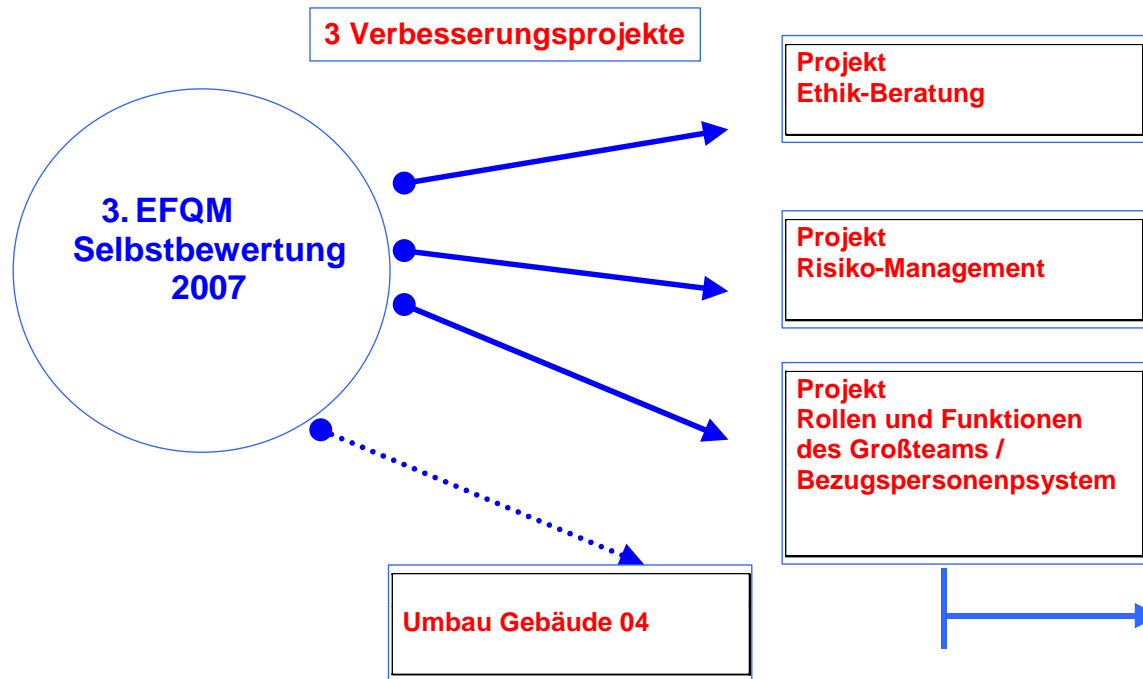 3 Verbesserungsprojekte
3. EFQM
Selbstbewertung
2007
Projekt
Ethik-Beratung
Projekt
Risiko-Management
Projekt
Rollen und Funktionen
des Großteams /
Bezugspersonenpsystem
Umbau Gebäude 04